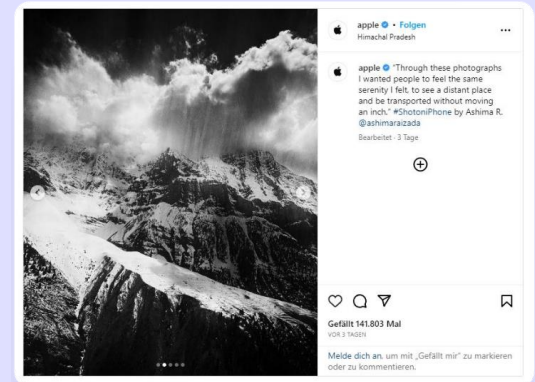 apple • Folgen
Himachal Pradesh
apple "Through these photographs
I wanted people to feel the same
serenity I felt, to see a distant place
and be transported without moving
an inch." #ShotoniPhone by Ashima R.
@ashimaraizada
Bearbeitet · 3 Tage
Gefällt 141.803 Mal
VOR 3 TAGEN
Melde dich an, um mit „Gefällt mir" zu markieren
oder zu kommentieren.